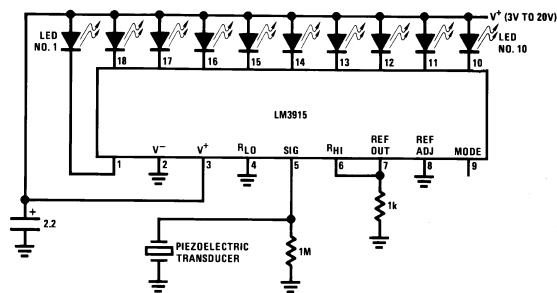 V+ (3V TO 20V)
LED
NO. 1
LED
NO. 10
18
17
16
15
14
13
12
11
10
LM3915
V−
V+
RLO
SIG
RHI
REF
OUT
REF
ADJ
MODE
1
2
3
4
5
6
7
8
9
+
2.2
1k
PIEZOELECTRIC
TRANSDUCER
1M